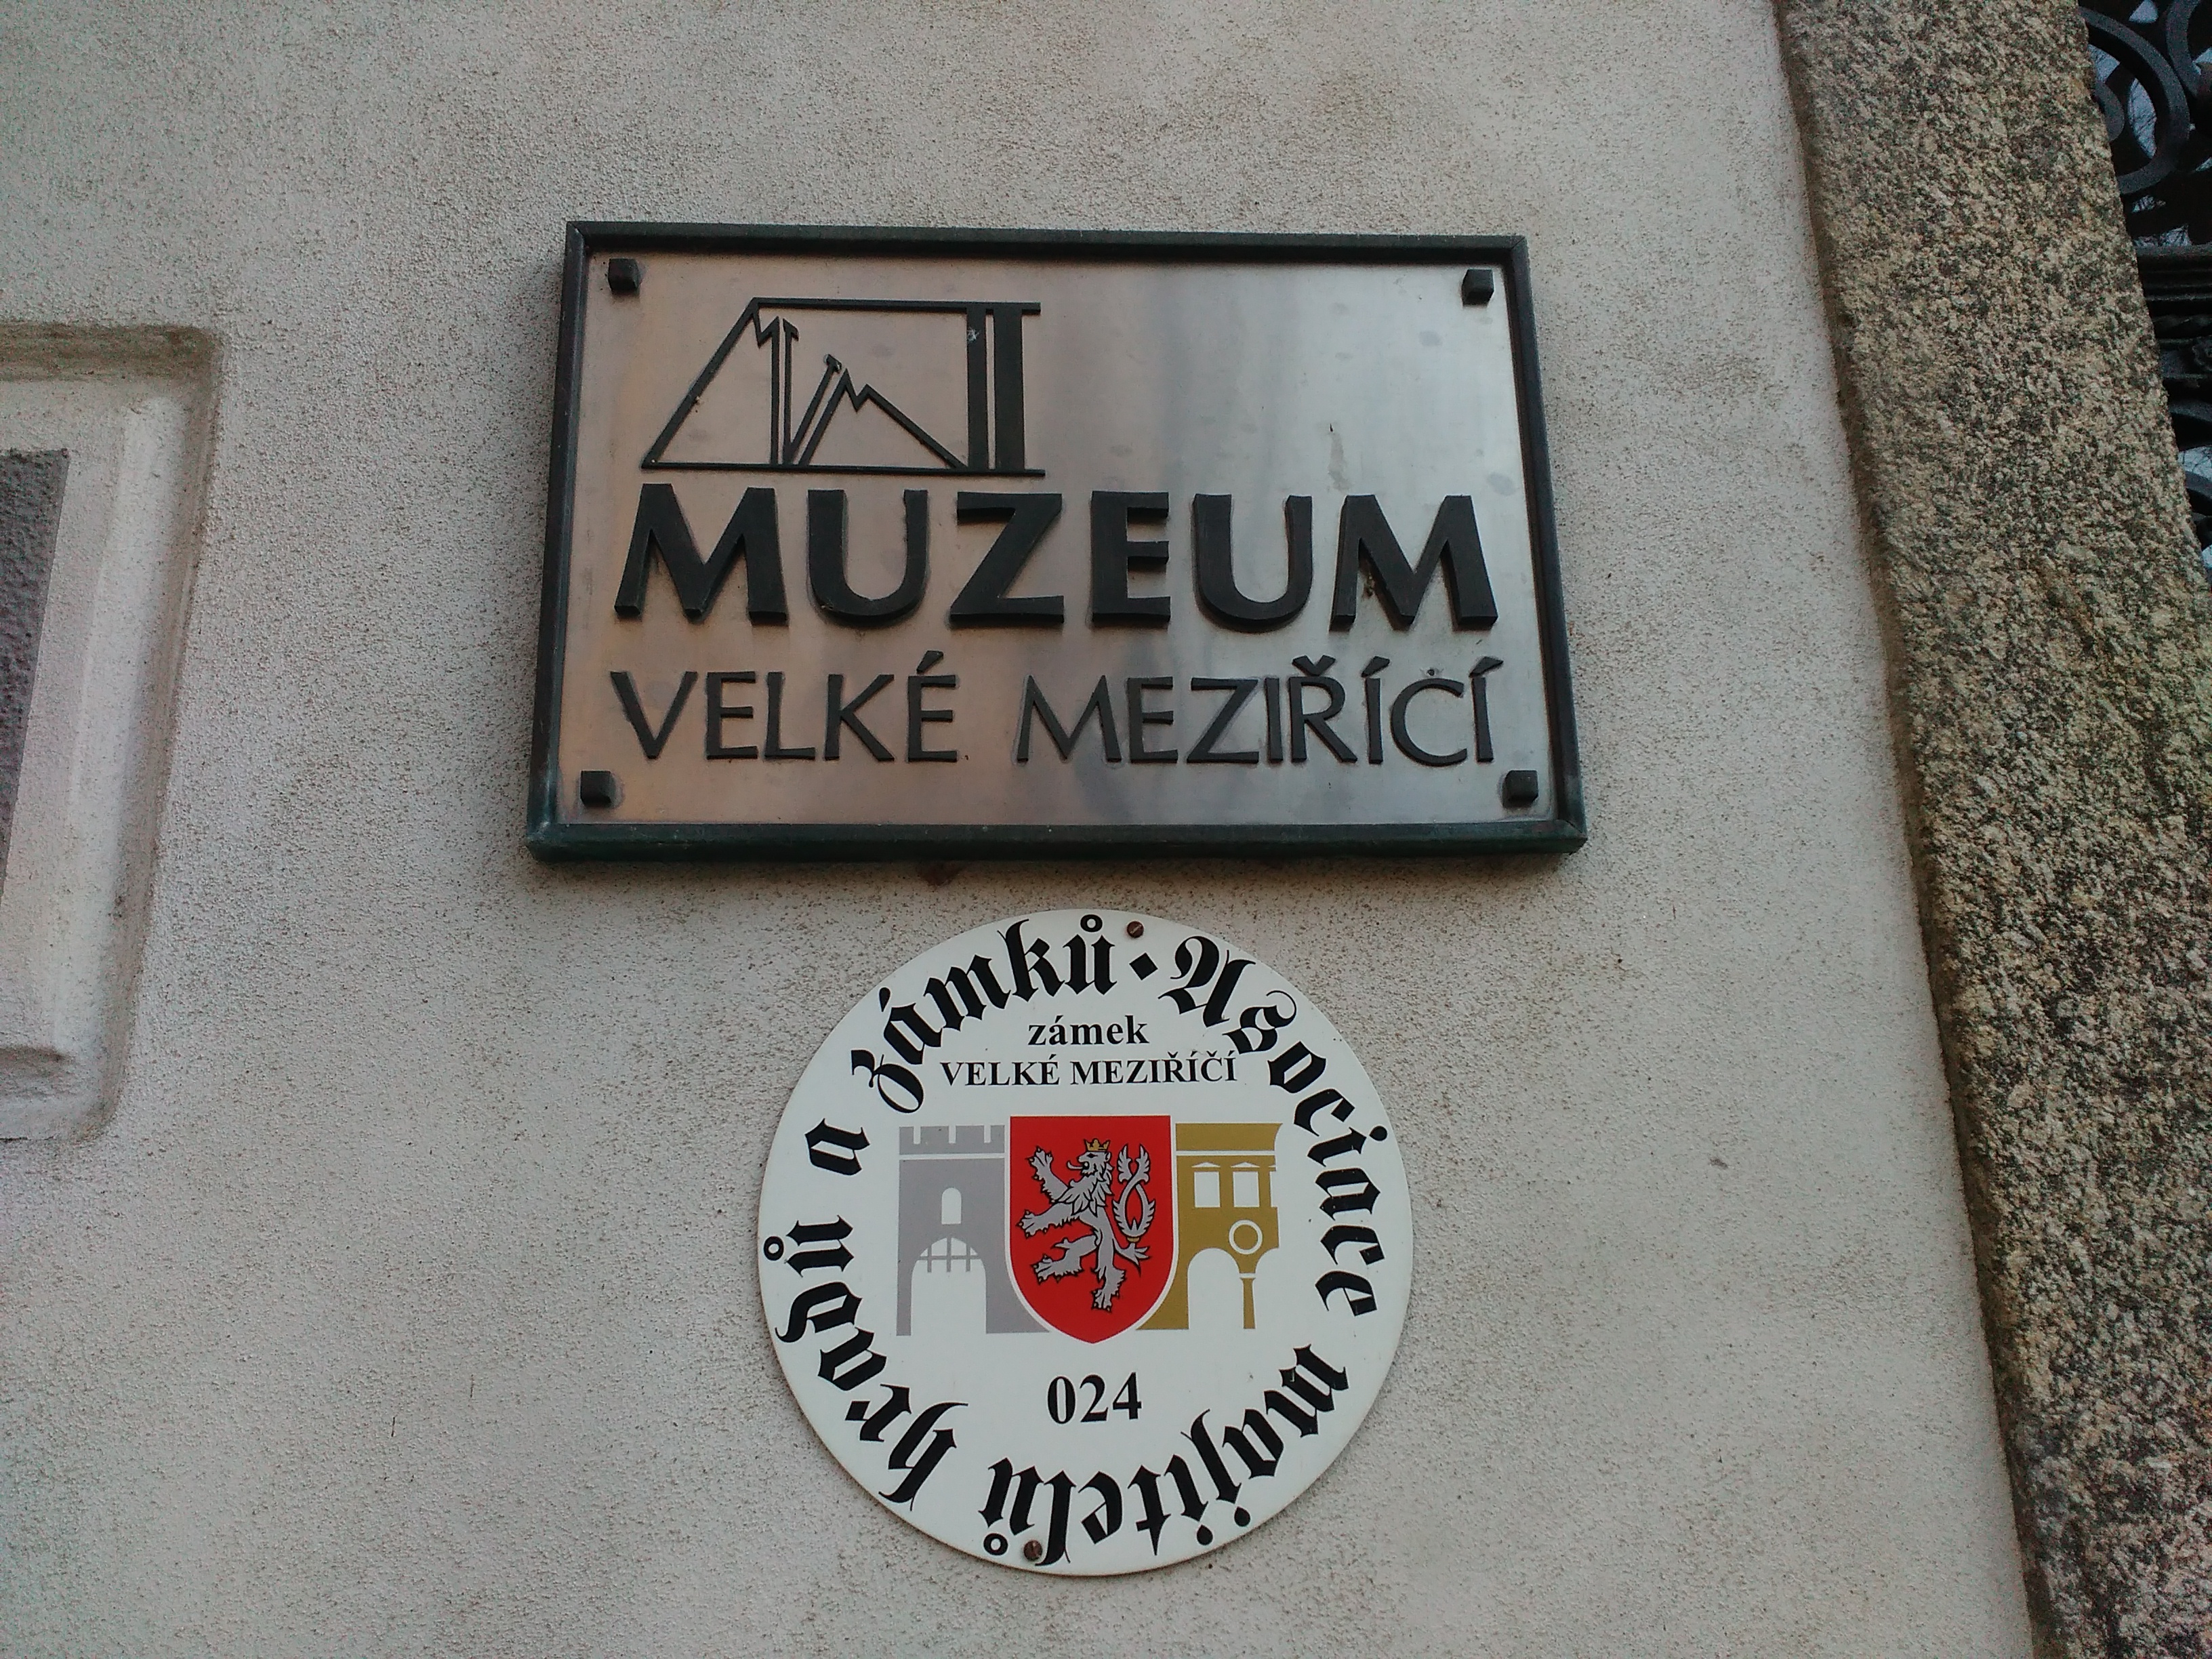 MUZEUM
VELKÉ MEZIŘÍČÍ
Asociace majitelů hradů a zámků •
zámek
VELKÉ MEZIŘÍČÍ
024